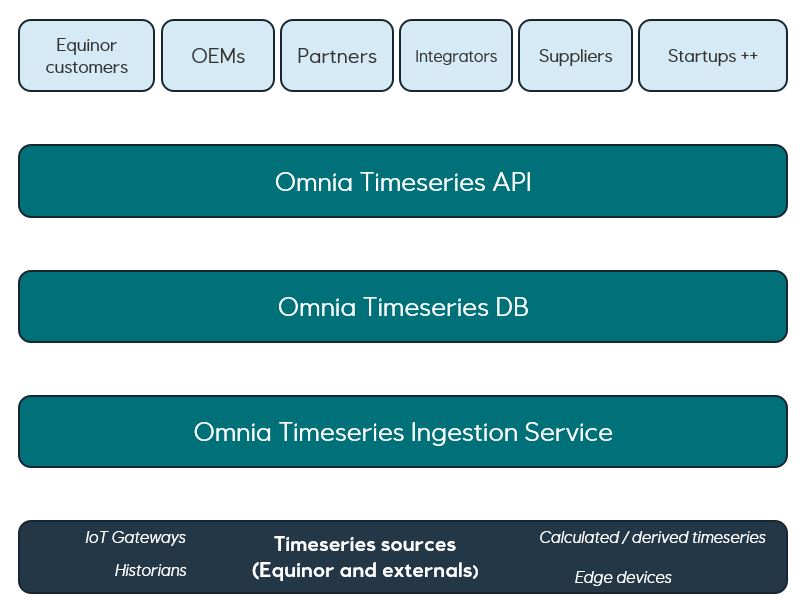 Equinor
customers
OEMs
Partners
Integrators
Suppliers
Startups ++
Omnia Timeseries API
Omnia Timeseries DB
Omnia Timeseries Ingestion Service
IoT Gateways
Historians
Timeseries sources
(Equinor and externals)
Calculated / derived timeseries
Edge devices